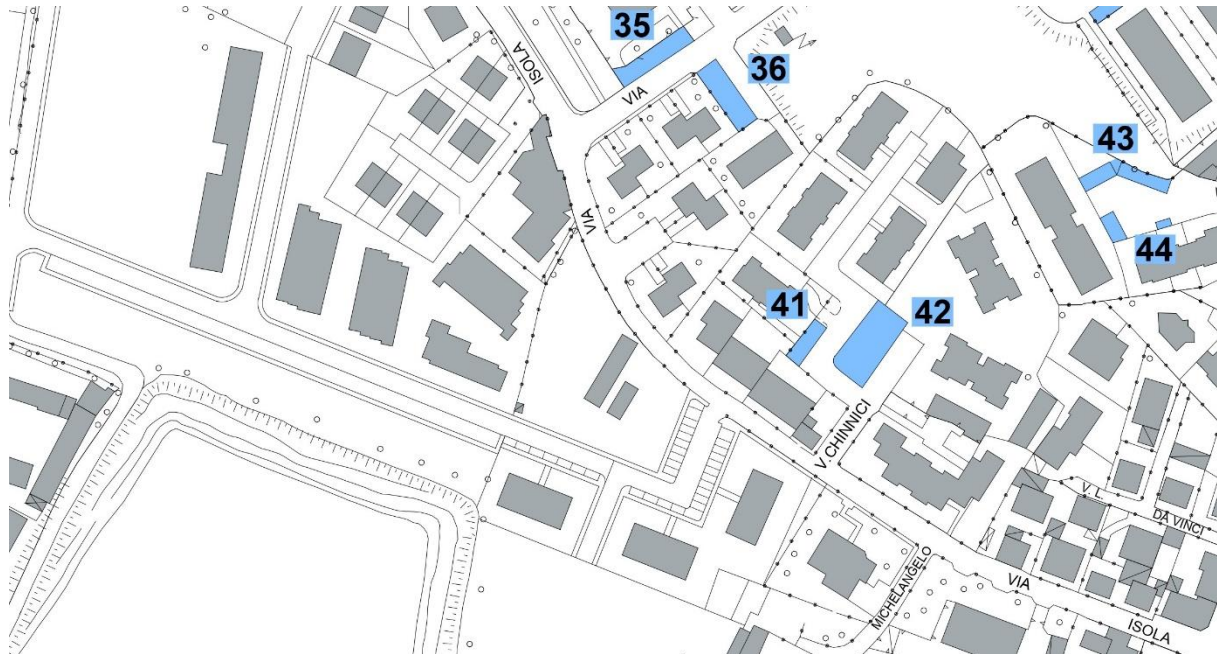 35
ISOLA
36
VIA
43
VIA
44
41
42
V.CHINNICI
V. L.
DA VINCI
MICHELANGELO
VIA
ISOLA